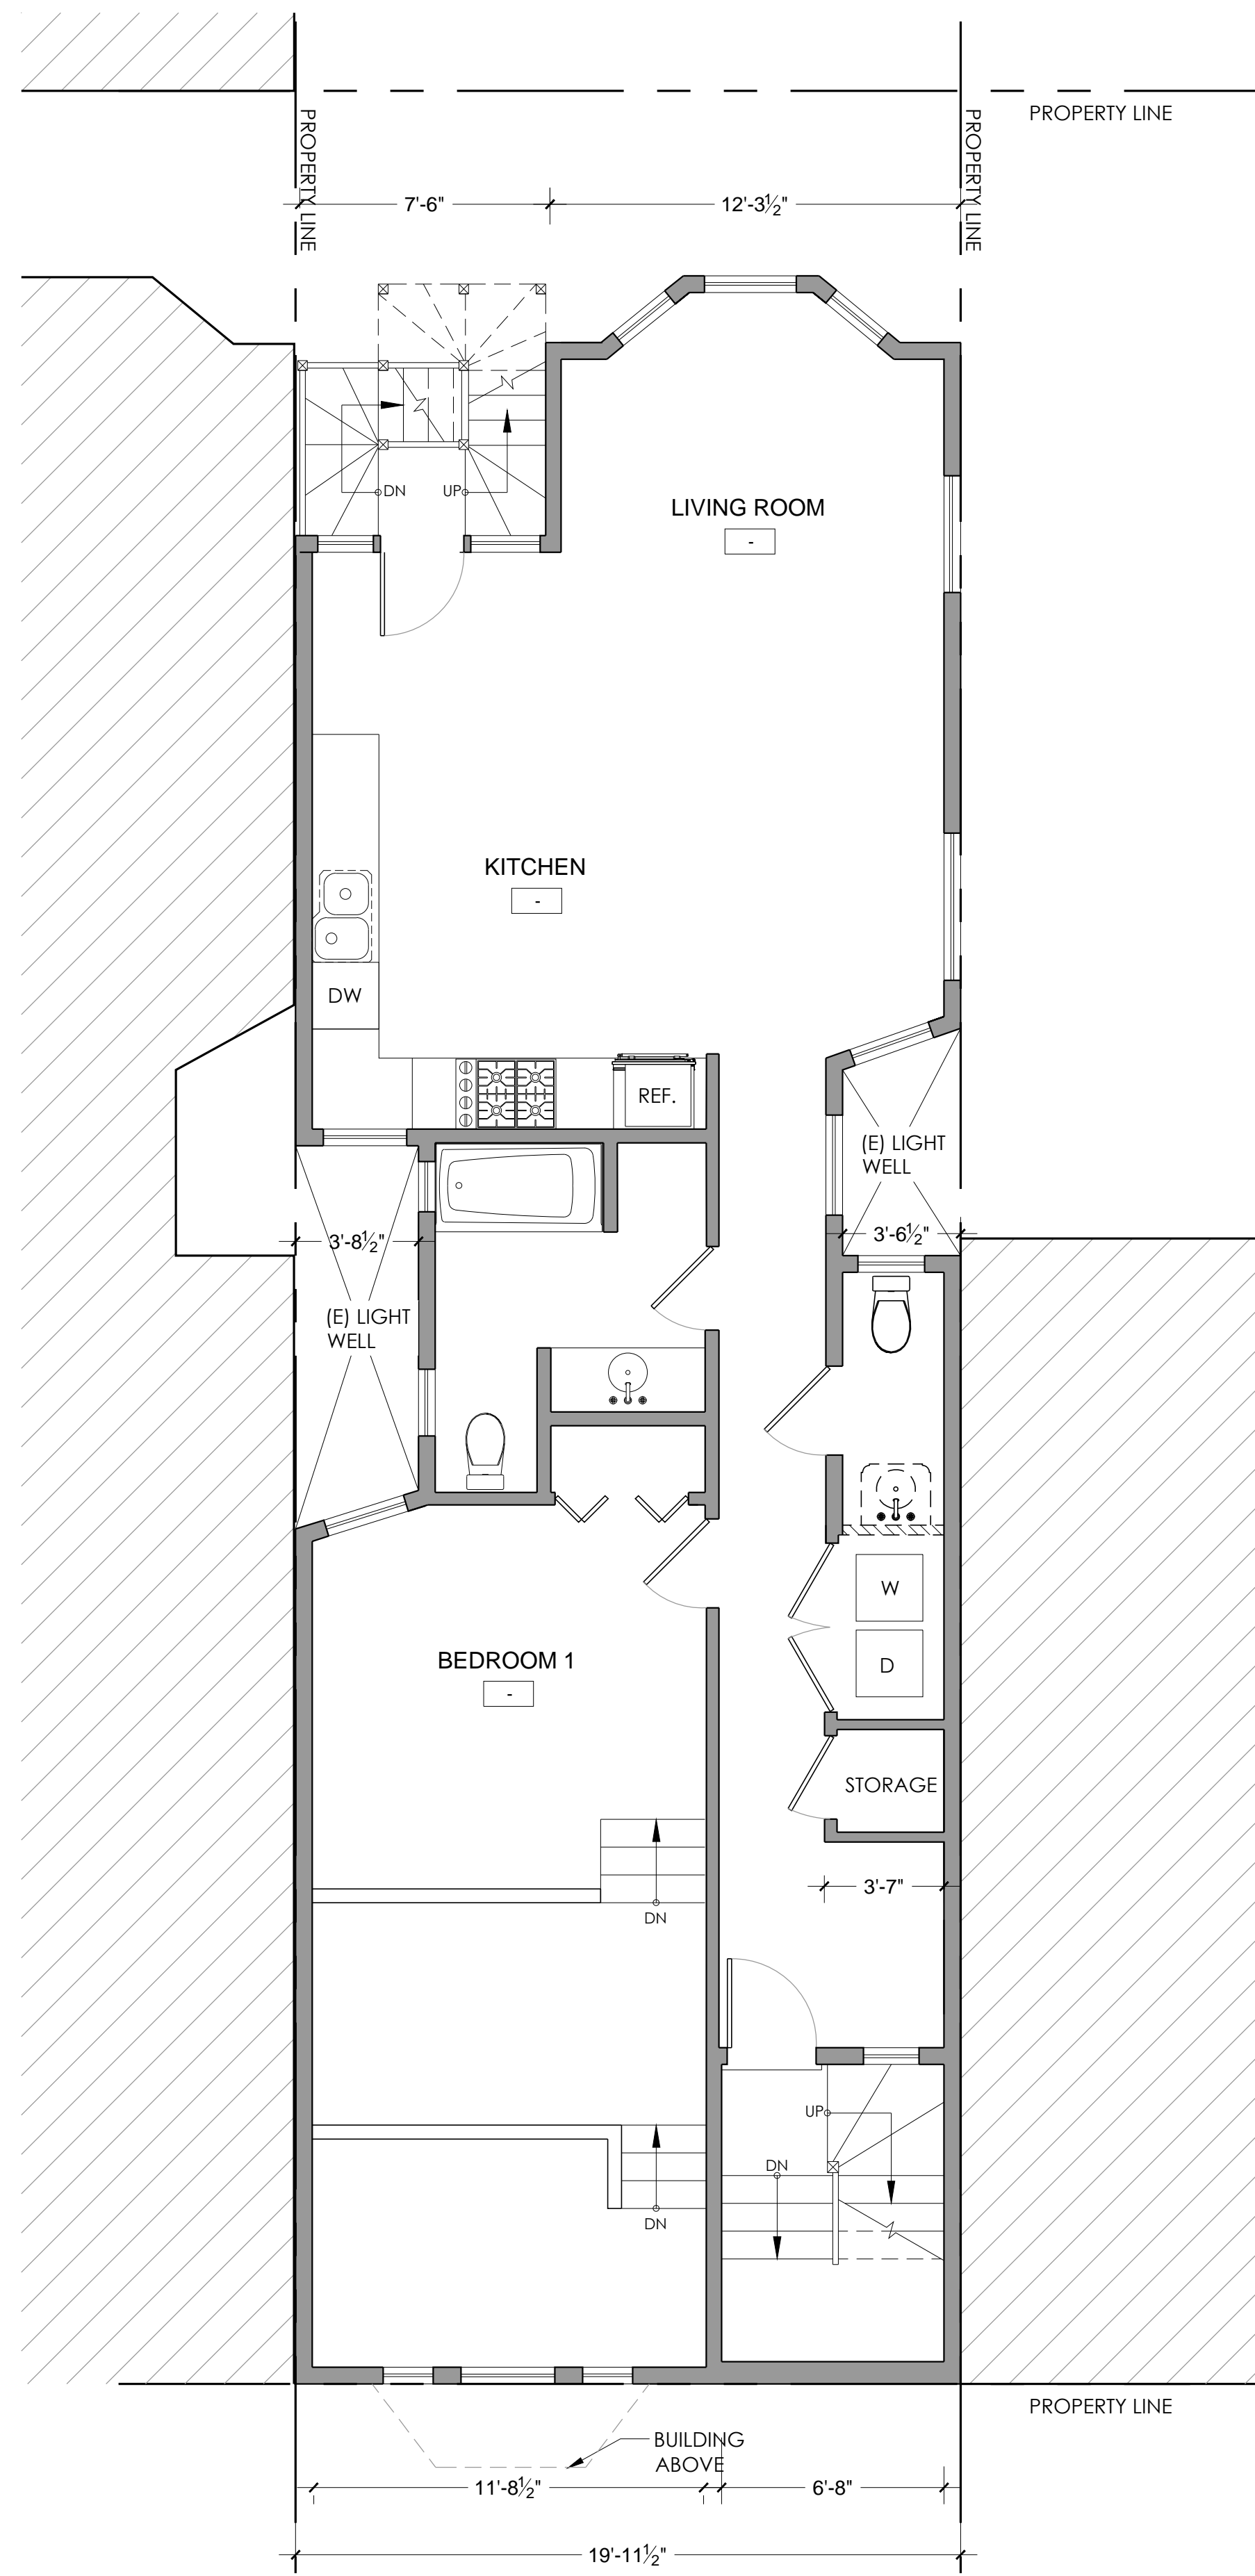 PROPERTY LINE
PROPERTY LINE
PROPERTY LINE
7'-6"
12'-3½"
DN
UP
LIVING ROOM
-
KITCHEN
-
DW
REF.
(E) LIGHT
WELL
3'-8½"
3'-6½"
(E) LIGHT
WELL
W
BEDROOM 1
-
D
STORAGE
3'-7"
DN
UP
DN
DN
PROPERTY LINE
BUILDING
ABOVE
11'-8½"
6'-8"
19'-11½"